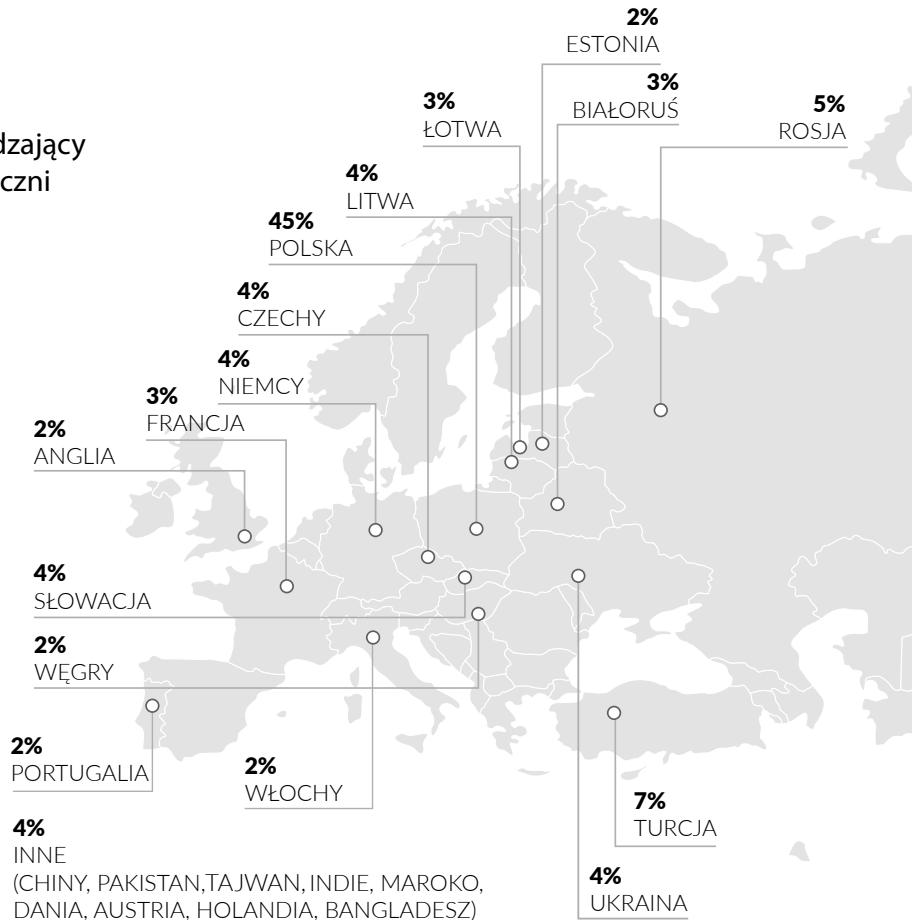 2%
ESTONIA
3%
BIAŁORUŚ
5%
ROSJA
3%
ŁOTWA
4%
LITWA
45%
POLSKA
4%
CZECHY
4%
NIEMCY
3%
FRANCJA
2%
ANGLIA
4%
SŁOWACJA
2%
WĘGRY
2%
PORTUGALIA
2%
WŁOCHY
7%
TURCJA
4%
UKRAINA
4%
INNE
(CHINY, PAKISTAN,TAJWAN, INDIE, MAROKO,
DANIA, AUSTRIA, HOLANDIA, BANGLADESZ)